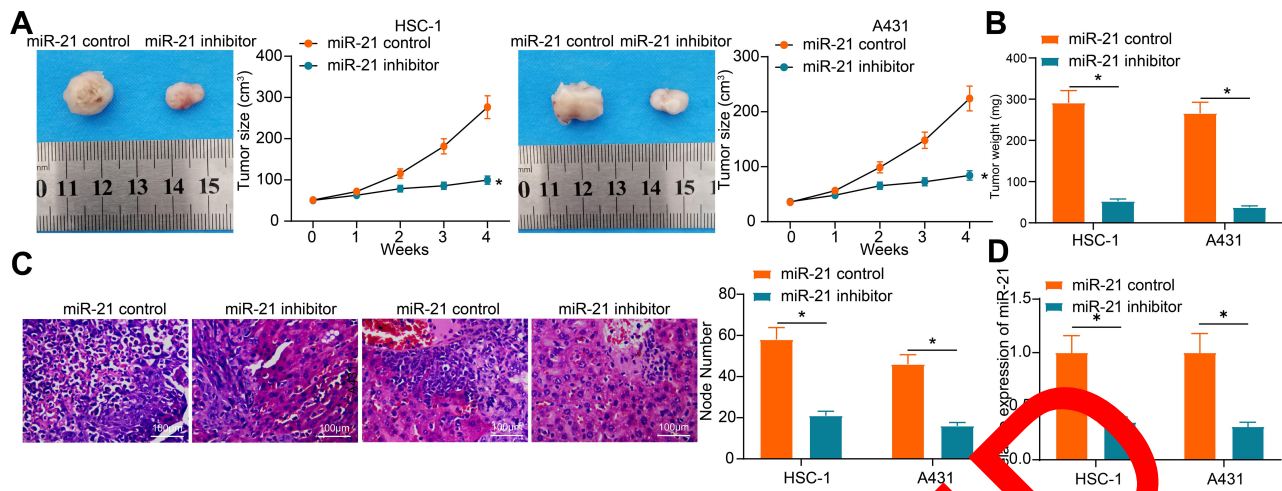 A
HSC-1
miR-21 control
miR-21 inhibitor
miR-21 control
miR-21 inhibitor
Tumor size (cm³)
400
300
200
100
0
0 1 2 3 4
Weeks
*
mm
0 11 12 13 14 15
A431
miR-21 control
miR-21 inhibitor
miR-21 control
miR-21 inhibitor
Tumor size (cm³)
300
200
100
0
0 1 2 3 4
Weeks
*
mm
0 11 12 13 14 15 1
B
miR-21 control
miR-21 inhibitor
Tumor weight (mg)
400
300
200
100
0
*
*
HSC-1
A431
C
miR-21 control
miR-21 inhibitor
miR-21 control
miR-21 inhibitor
100μm
100μm
100μm
100μm
miR-21 control
miR-21 inhibitor
Node Number
80
60
40
20
0
*
*
HSC-1
A431
D
miR-21 control
miR-21 inhibitor
expression of miR-21
1.5
1.0
0.0
*
*
HSC-1
A431